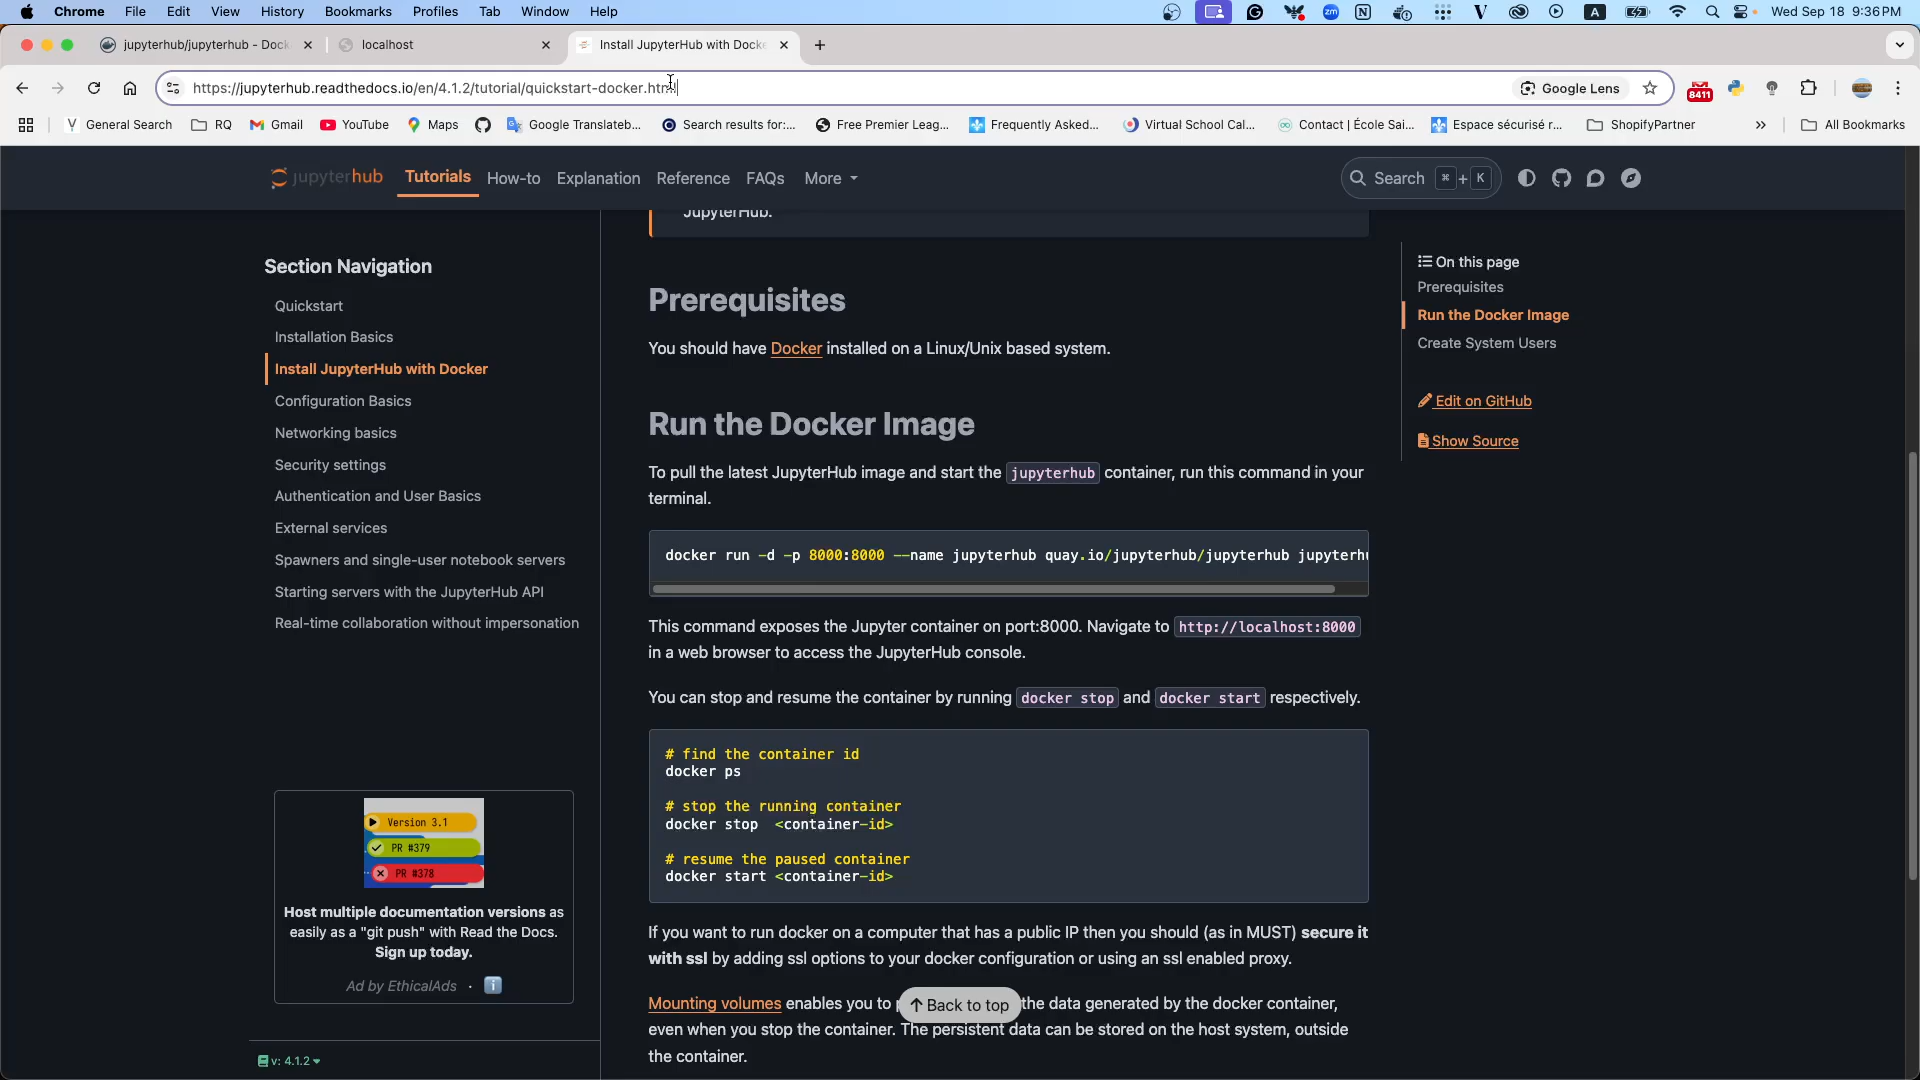 Chrome File Edit View History Bookmarks Profiles Tab Window Help
A
Wed Sep 18 9:36 PM
jupyterhub/jupyterhub - Dock
localhost
Install JupyterHub with Docke
https://jupyterhub.readthedocs.io/en/4.1.2/tutorial/quickstart-docker.html
Google Lens
8411
General Search
RQ
Gmail
YouTube
Maps
Google Translateb...
Search results for:...
Free Premier Leag...
Frequently Asked...
Virtual School Cal...
Contact | École Sai...
Espace sécurisé r...
ShopifyPartner
»
All Bookmarks
jupyterhub
Tutorials
How-to
Explanation
Reference
FAQs
More
Search ⌘ + K
Section Navigation
Quickstart
Installation Basics
Install JupyterHub with Docker
Configuration Basics
Networking basics
Security settings
Authentication and User Basics
External services
Spawners and single-user notebook servers
Starting servers with the JupyterHub API
Real-time collaboration without impersonation
Version 3.1
PR #379
PR #378
Host multiple documentation versions as
easily as a "git push" with Read the Docs.
Sign up today.
Ad by EthicalAds ·
v: 4.1.2
JupyterHub.
Prerequisites
You should have Docker installed on a Linux/Unix based system.
Run the Docker Image
To pull the latest JupyterHub image and start the jupyterhub container, run this command in your
terminal.
docker run -d -p 8000:8000 --name jupyterhub quay.io/jupyterhub/jupyterhub jupyterhu
This command exposes the Jupyter container on port:8000. Navigate to http://localhost:8000
in a web browser to access the JupyterHub console.
You can stop and resume the container by running docker stop and docker start respectively.
# find the container id
docker ps
# stop the running container
docker stop <container-id>
# resume the paused container
docker start <container-id>
If you want to run docker on a computer that has a public IP then you should (as in MUST) secure it
with ssl by adding ssl options to your docker configuration or using an ssl enabled proxy.
Mounting volumes enables you to p
Back to top
the data generated by the docker container,
even when you stop the container. The persistent data can be stored on the host system, outside
the container.
On this page
Prerequisites
Run the Docker Image
Create System Users
Edit on GitHub
Show Source